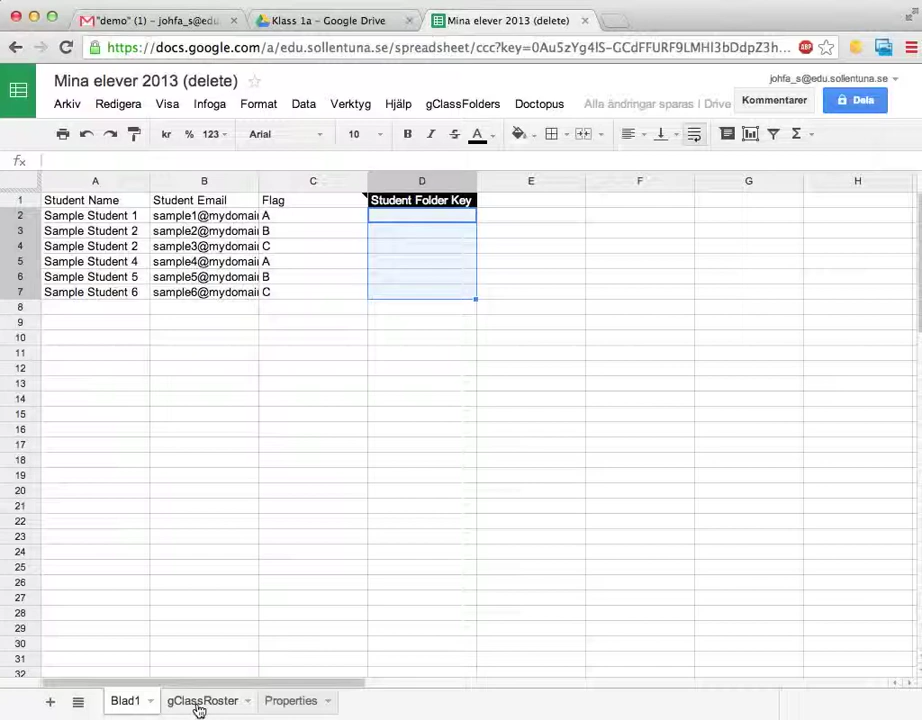 "demo" (1) – johfa_s@edu
Klass 1a – Google Drive
Mina elever 2013 (delete)
https://docs.google.com/a/edu.sollentuna.se/spreadsheet/ccc?key=0AuSzYg4lS-GCdFFURF9LMHI3bDdpZ3h...
ABP
Mina elever 2013 (delete)
johfa_s@edu.sollentuna.se
Arkiv Redigera Visa Infoga Format Data Verktyg Hjälp gClassFolders Doctopus Alla ändringar sparas i Drive
Kommentarer Dela
kr % 123 Arial 10 B I S A Σ
fx
A B C D E F G H
1 Student Name Student Email Flag Student Folder Key
2 Sample Student 1 sample1@mydomai A
3 Sample Student 2 sample2@mydomai B
4 Sample Student 2 sample3@mydomai C
5 Sample Student 4 sample4@mydomai A
6 Sample Student 5 sample5@mydomai B
7 Sample Student 6 sample6@mydomai C
8
9
10
11
12
13
14
15
16
17
18
19
20
21
22
23
24
25
26
27
28
29
30
31
32
+ Blad1 gClassRoster Properties